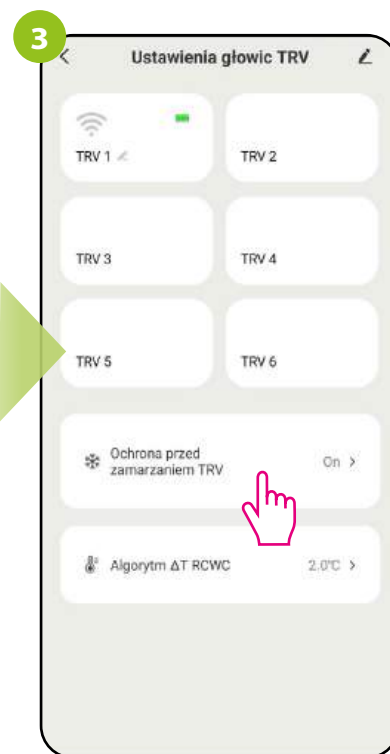 3
Ustawienia głowic TRV
TRV 1
TRV 2
TRV 3
TRV 4
TRV 5
TRV 6
Ochrona przed
zamarzaniem TRV
On
Algorytm ΔT RCWC
2.0°C